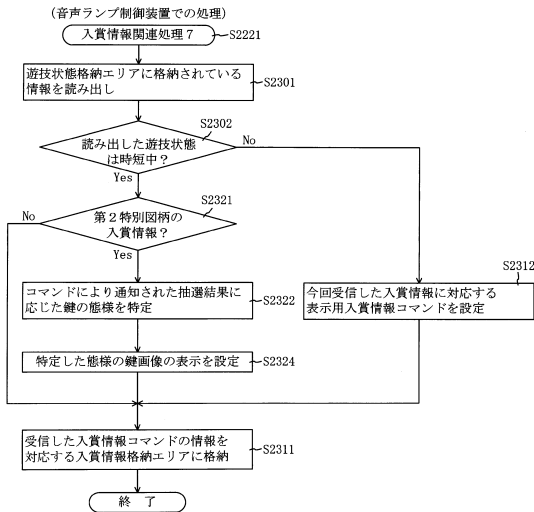 (音声ランプ制御装置での処理)
入賞情報関連処理7
S2221
遊技状態格納エリアに格納されている
情報を読み出し
S2301
S2302
読み出した遊技状態
は時短中?
No
Yes
S2321
No
第2特別図柄の
入賞情報?
Yes
S2312
コマンドにより通知された抽選結果に
応じた鍵の態様を特定
S2322
今回受信した入賞情報に対応する
表示用入賞情報コマンドを設定
特定した態様の鍵画像の表示を設定
S2324
受信した入賞情報コマンドの情報を
対応する入賞情報格納エリアに格納
S2311
終了